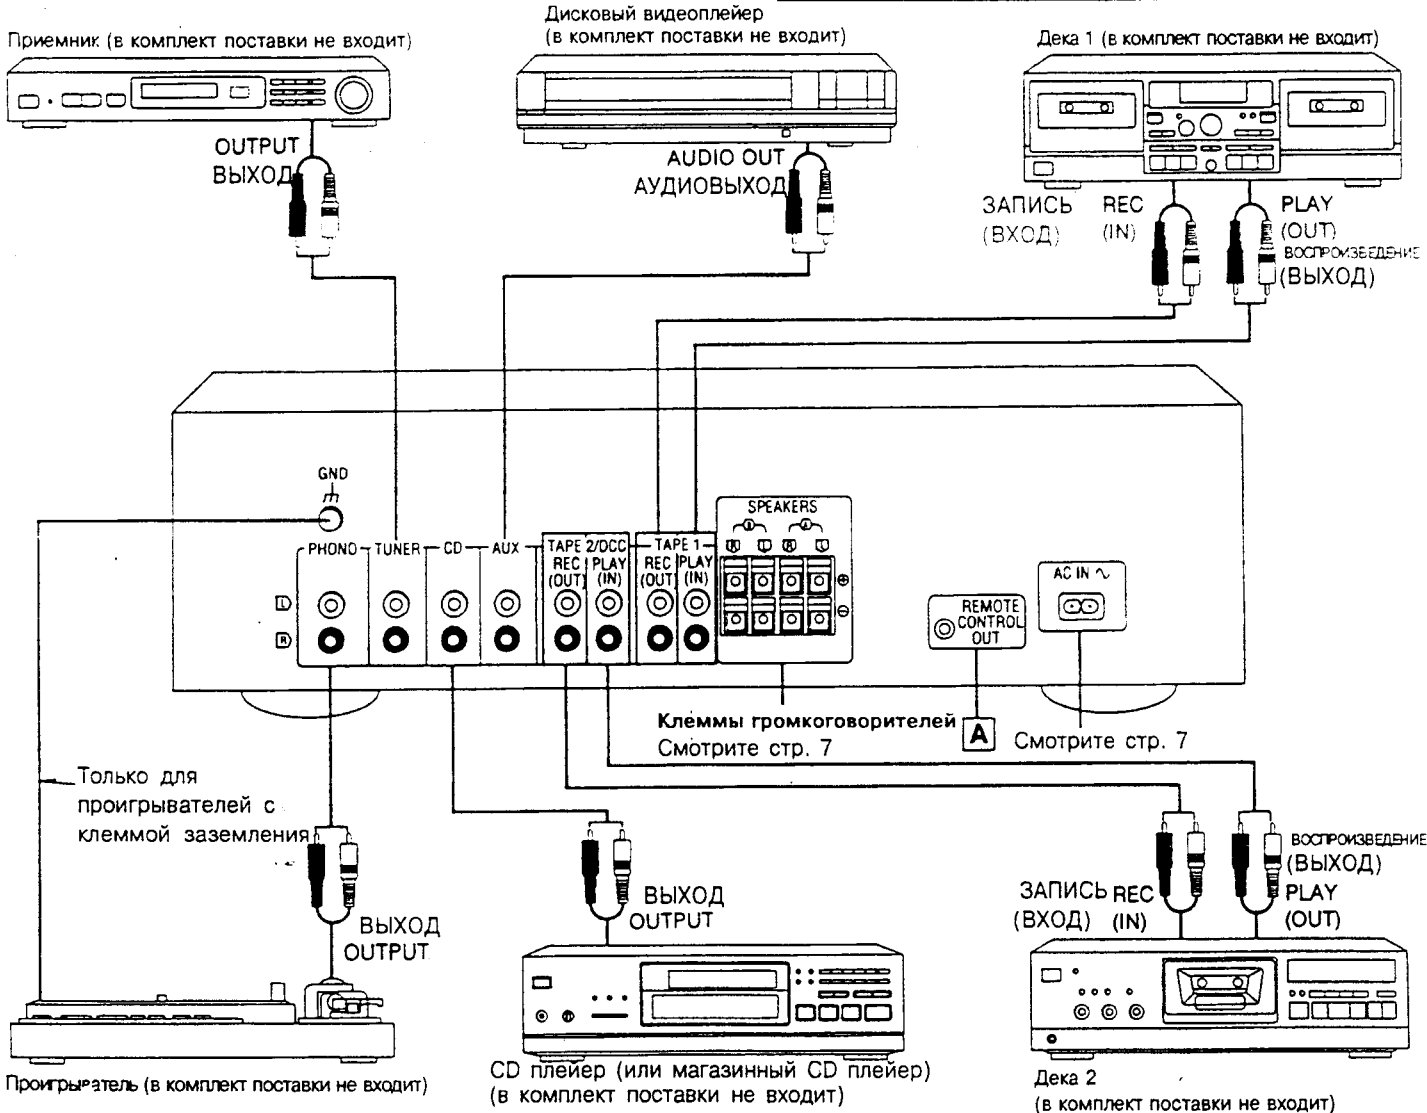 Приемник (в комплект поставки не входит)
Дисковый видеоплейер
(в комплект поставки не входит)
Дека 1 (в комплект поставки не входит)
OUTPUT
ВЫХОД
AUDIO OUT
АУДИОВЫХОД
ЗАПИСЬ REC
(ВХОД) (IN)
PLAY
(OUT)
ВОСПРОИЗВЕДЕНИЕ
(ВЫХОД)
GND
PHONO
TUNER
CD
AUX
TAPE 2/DCC
REC
(OUT)
PLAY
(IN)
TAPE 1
REC
(OUT)
PLAY
(IN)
SPEAKERS
B A
R L R L
⊕
⊖
L
R
REMOTE
CONTROL
OUT
AC IN ∿
Клеммы громкоговорителей
Смотрите стр. 7
A
Смотрите стр. 7
Только для
проигрывателей с
клеммой заземления
ВЫХОД
OUTPUT
ВЫХОД
OUTPUT
ЗАПИСЬ REC
(ВХОД) (IN)
ВОСПРОИЗВЕДЕНИЕ
(ВЫХОД)
PLAY
(OUT)
Проигрыватель (в комплект поставки не входит)
CD плейер (или магазинный CD плейер)
(в комплект поставки не входит)
Дека 2
(в комплект поставки не входит)